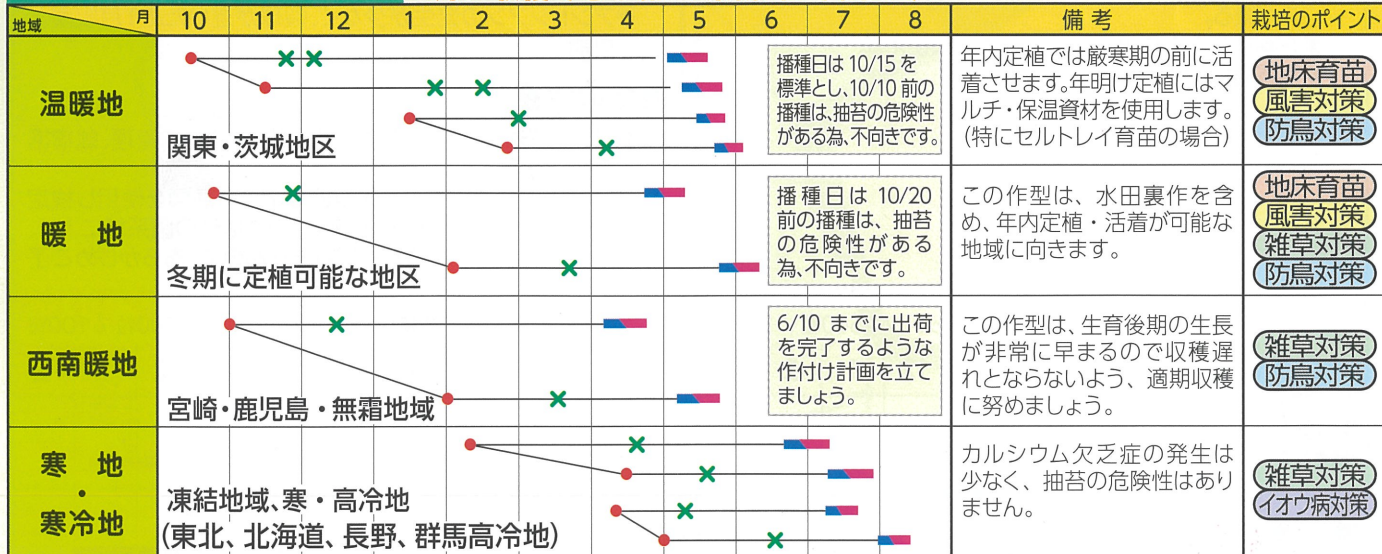 地域 月 10 11 12 1 2 3 4 5 6 7 8 備考 栽培のポイント
温暖地
関東・茨城地区
播種日は10/15を
標準とし、10/10前の
播種は、抽苔の危険性
がある為、不向きです。
年内定植では厳寒期の前に活
着させます。年明け定植にはマ
ルチ・保温資材を使用します。
(特にセルトレイ育苗の場合)
地床育苗
風害対策
防鳥対策
暖 地
冬期に定植可能な地区
播種日は 10/20
前の播種は、抽苔
の危険性がある
為、不向きです。
この作型は、水田裏作を含
め、年内定植・活着が可能な
地域に向きます。
地床育苗
風害対策
雑草対策
防鳥対策
西南暖地
宮崎・鹿児島・無霜地域
6/10 までに出荷
を完了するような
作付け計画を立て
ましょう。
この作型は、生育後期の生長
が非常に早まるので収穫遅
れとならないよう、適期収穫
に努めましょう。
雑草対策
防鳥対策
寒 地
・
寒冷地
凍結地域、寒・高冷地
(東北、北海道、長野、群馬高冷地)
カルシウム欠乏症の発生は
少なく、抽苔の危険性はあり
ません。
雑草対策
イオウ病対策